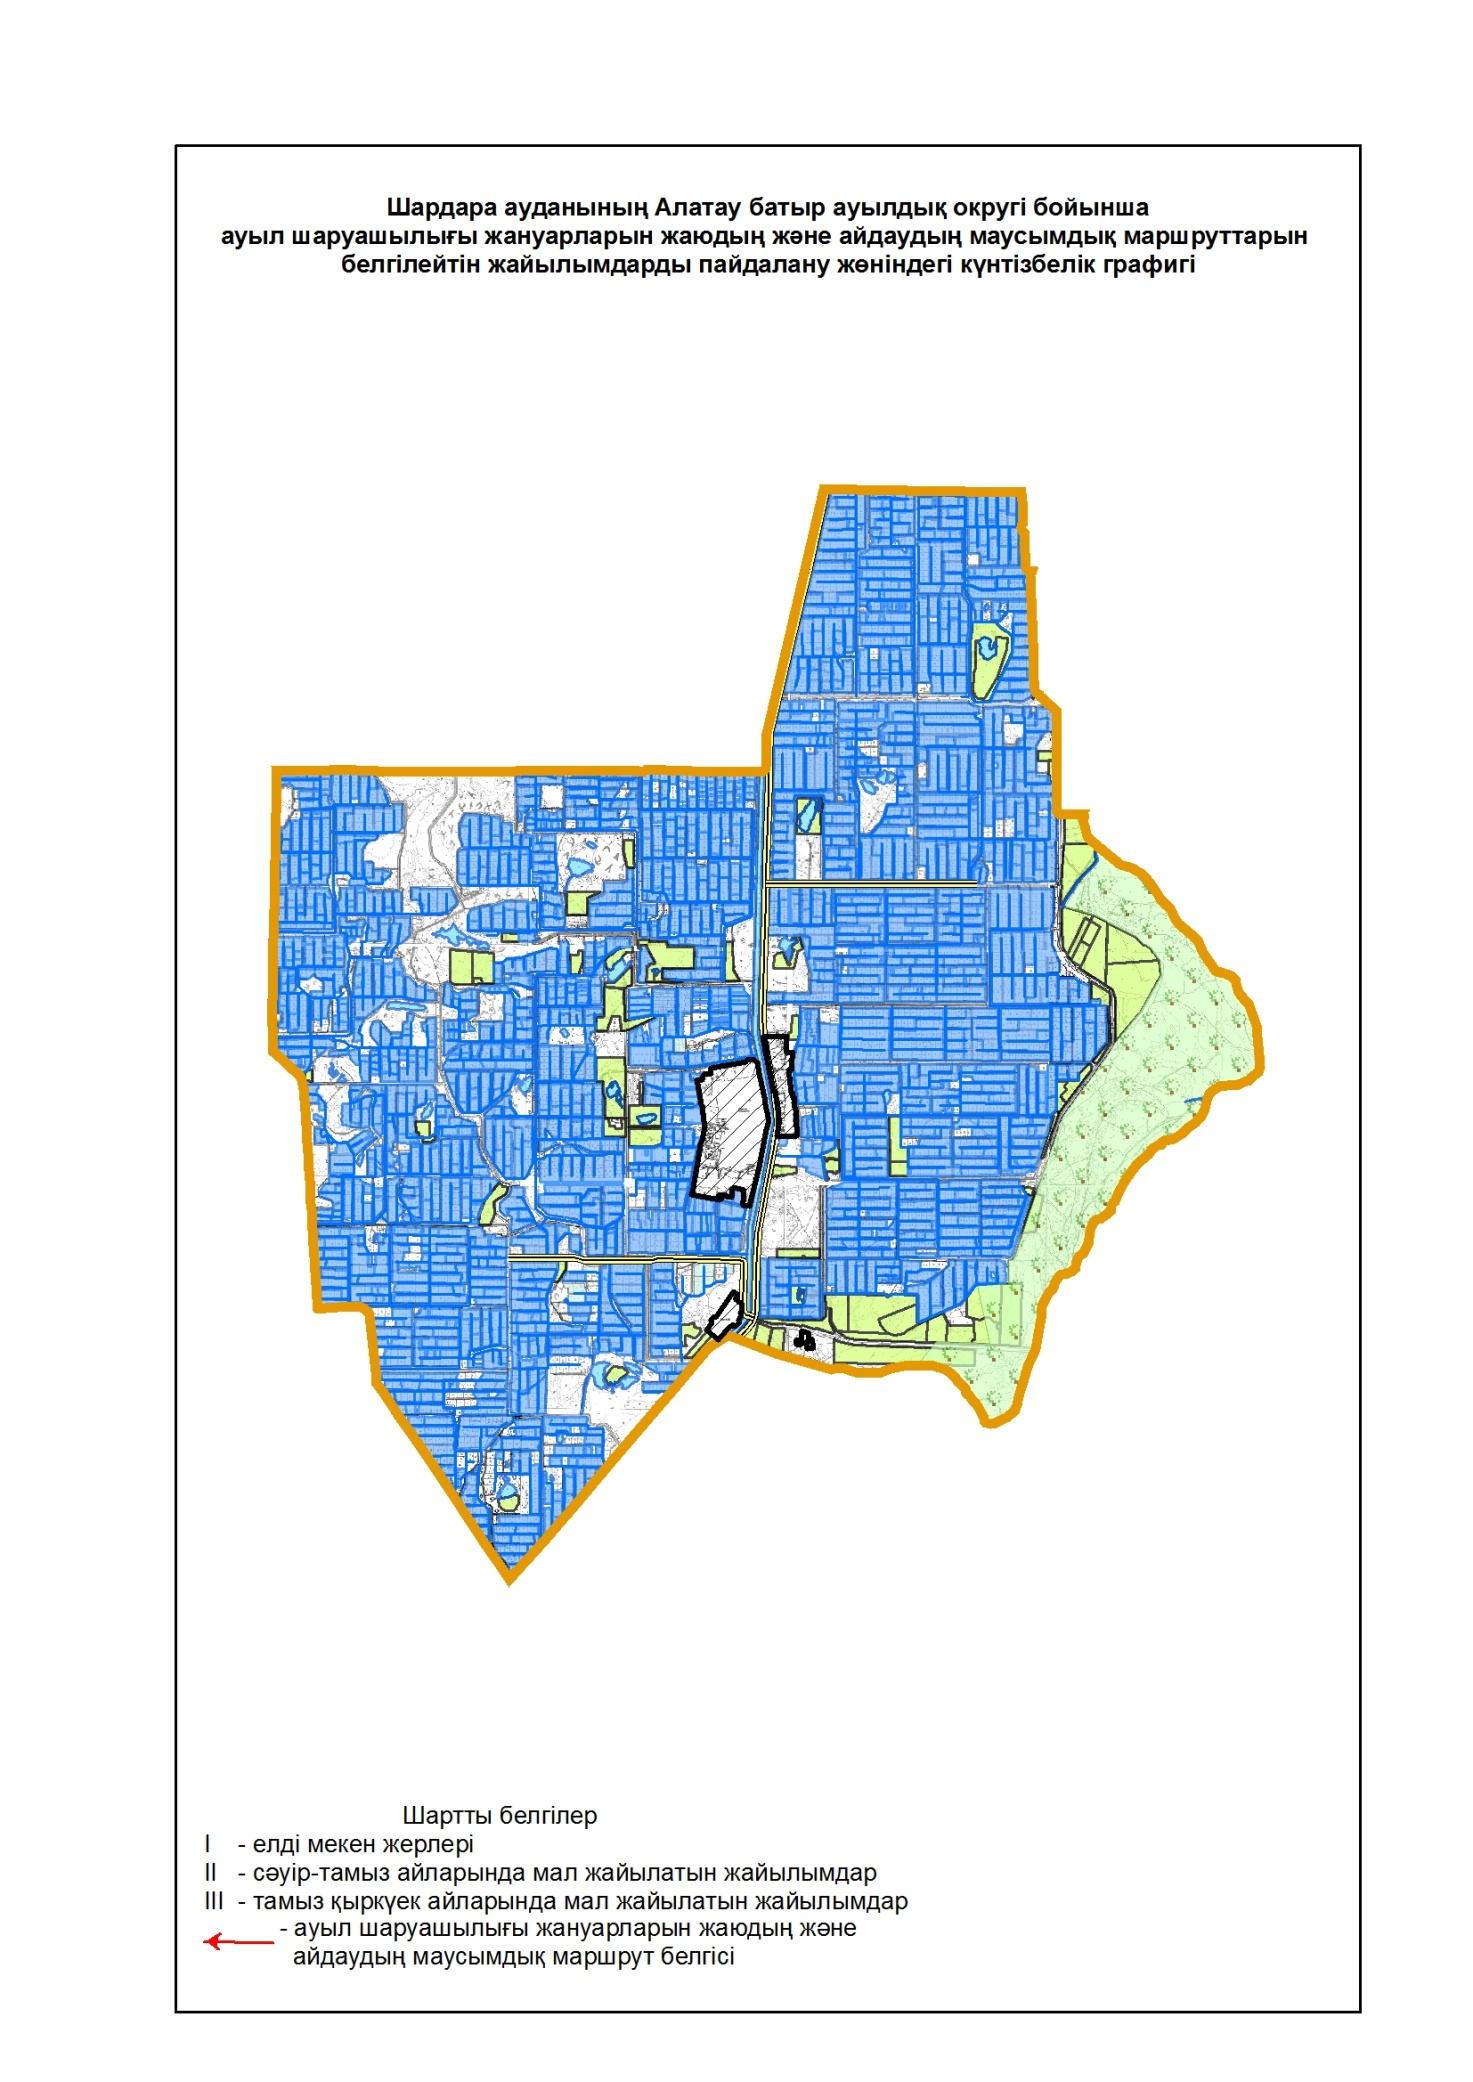 Шардара ауданының Алатау батыр ауылдық округі бойынша
ауыл шаруашылығы жануарларын жаюдың және айдаудың маусымдық маршруттарын
белгілейтін жайылымдарды пайдалану жөніндегі күнтізбелік графигі
Шартты белгілер
I - елді мекен жерлері
II - сәуір-тамыз айларында мал жайылатын жайылымдар
III - тамыз қыркүек айларында мал жайылатын жайылымдар
- ауыл шаруашылығы жануарларын жаюдың және
айдаудың маусымдық маршрут белгісі